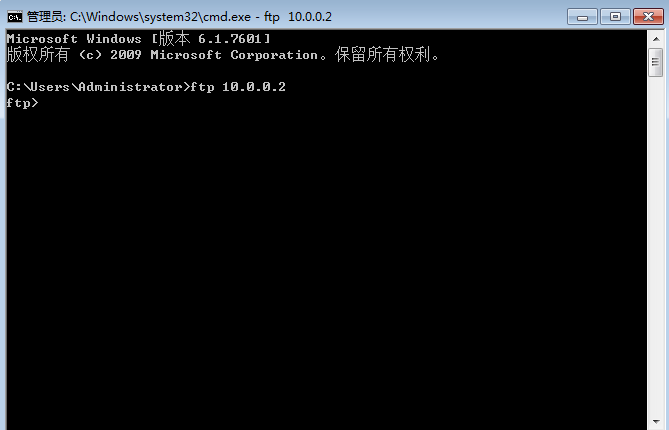 管理员: C:\Windows\system32\cmd.exe - ftp  10.0.0.2
Microsoft Windows [版本 6.1.7601]
版权所有 (c) 2009 Microsoft Corporation。保留所有权利。
C:\Users\Administrator>ftp 10.0.0.2
ftp>